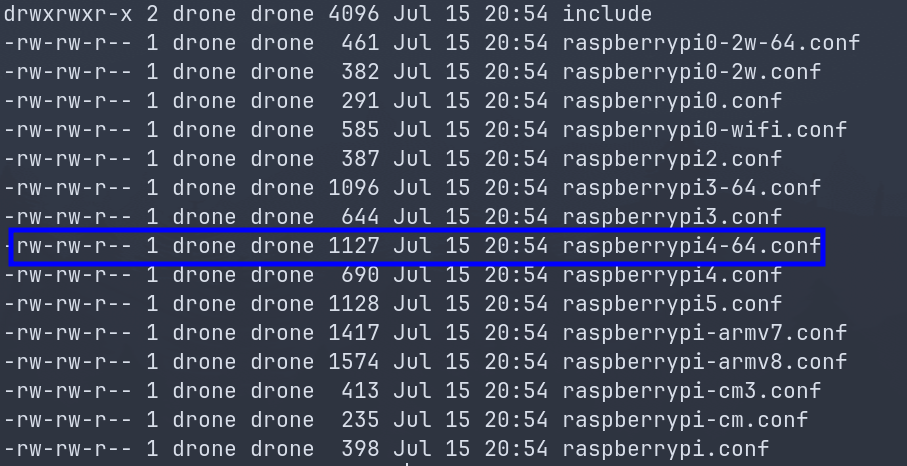 drwxrwxr-x 2 drone drone 4096 Jul 15 20:54 include
-rw-rw-r-- 1 drone drone  461 Jul 15 20:54 raspberrypi0-2w-64.conf
-rw-rw-r-- 1 drone drone  382 Jul 15 20:54 raspberrypi0-2w.conf
-rw-rw-r-- 1 drone drone  291 Jul 15 20:54 raspberrypi0.conf
-rw-rw-r-- 1 drone drone  585 Jul 15 20:54 raspberrypi0-wifi.conf
-rw-rw-r-- 1 drone drone  387 Jul 15 20:54 raspberrypi2.conf
-rw-rw-r-- 1 drone drone 1096 Jul 15 20:54 raspberrypi3-64.conf
-rw-rw-r-- 1 drone drone  644 Jul 15 20:54 raspberrypi3.conf
-rw-rw-r-- 1 drone drone 1127 Jul 15 20:54 raspberrypi4-64.conf
-rw-rw-r-- 1 drone drone  690 Jul 15 20:54 raspberrypi4.conf
-rw-rw-r-- 1 drone drone 1128 Jul 15 20:54 raspberrypi5.conf
-rw-rw-r-- 1 drone drone 1417 Jul 15 20:54 raspberrypi-armv7.conf
-rw-rw-r-- 1 drone drone 1574 Jul 15 20:54 raspberrypi-armv8.conf
-rw-rw-r-- 1 drone drone  413 Jul 15 20:54 raspberrypi-cm3.conf
-rw-rw-r-- 1 drone drone  235 Jul 15 20:54 raspberrypi-cm.conf
-rw-rw-r-- 1 drone drone  398 Jul 15 20:54 raspberrypi.conf